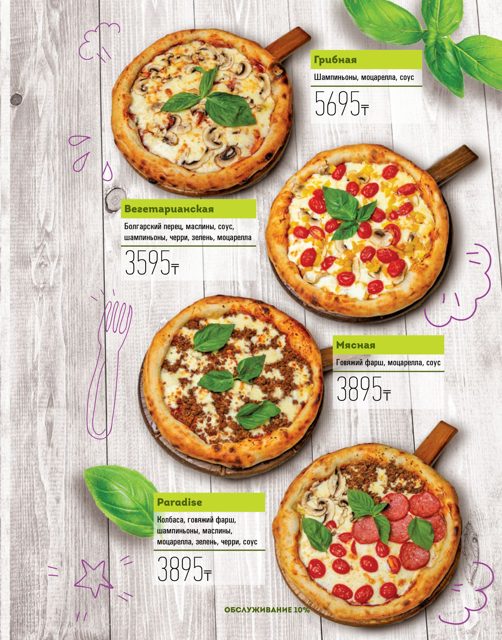 Грибная
Шампиньоны, моцарелла, соус
5695₸
Вегетарианская
Болгарский перец, маслины, соус,
шампиньоны, черри, зелень, моцарелла
3595₸
Мясная
Говяжий фарш, моцарелла, соус
3895₸
Paradise
Колбаса, говяжий фарш,
шампиньоны, маслины,
моцарелла, зелень, черри, соус
3895₸
ОБСЛУЖИВАНИЕ 10%